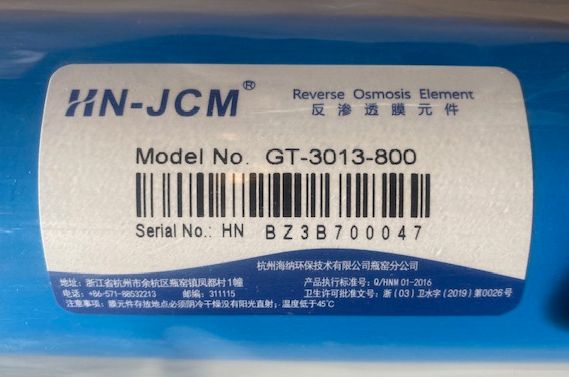 HN-JCM®
Reverse Osmosis Element
反渗透膜元件
Model No. GT-3013-800
Serial No.: HN BZ3B700047
杭州海纳环保技术有限公司瓶窑分公司
地址: 浙江省杭州市余杭区瓶窑镇凤都村1幢
产品执行标准号: Q/HNM 01-2016
电话: +86-571-88532213 邮编: 311115
卫生许可批准文号: 浙(03)卫水字(2019)第0026号
注意事项: 膜元件存放地点必须阴冷干燥没有阳光直射; 温度低于45℃